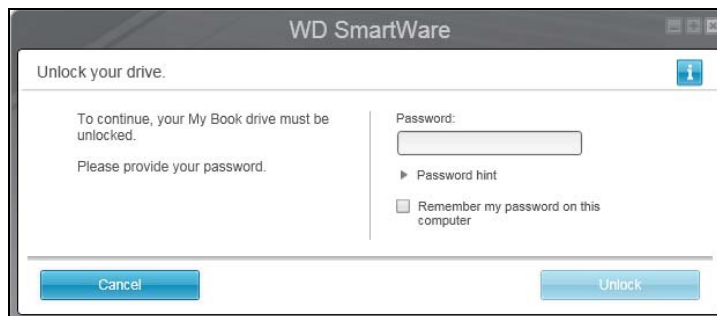 WD SmartWare
Unlock your drive.
To continue, your My Book drive must be
unlocked.
Please provide your password.
Password:
Password hint
Remember my password on this
computer
Cancel
Unlock